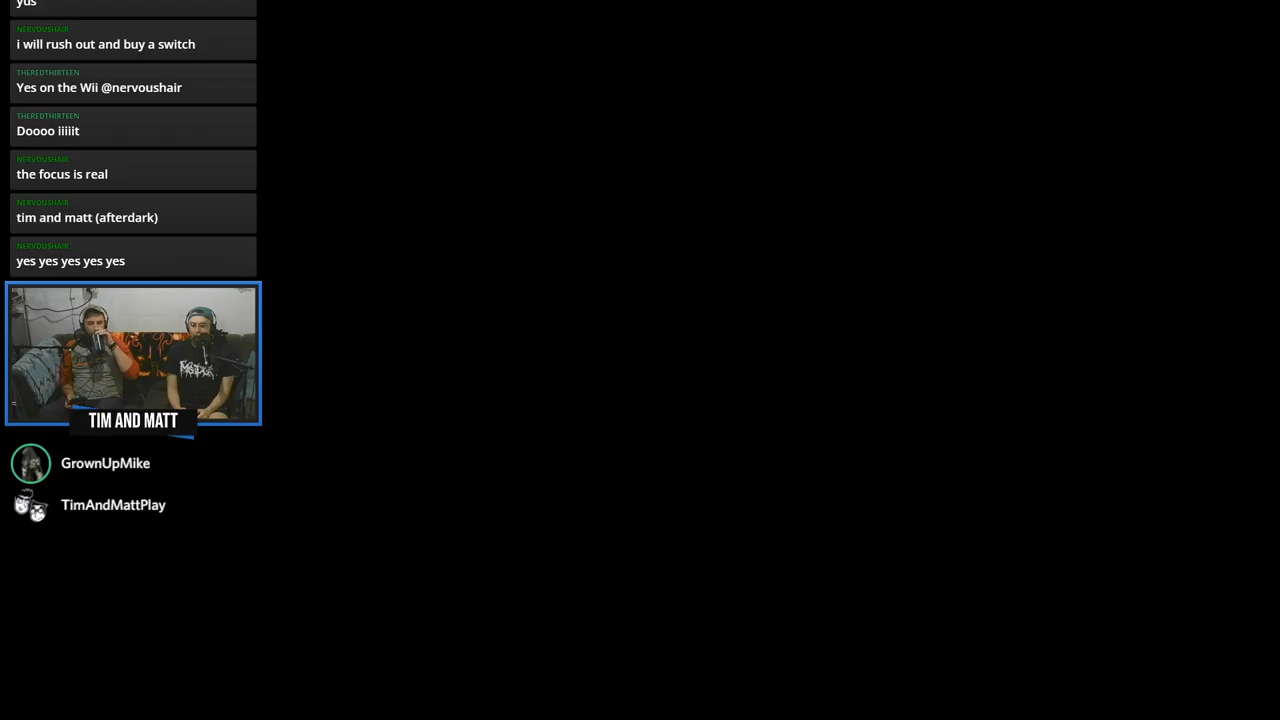 yus
NERVOUSHAIR
i will rush out and buy a switch
THEREDTHIRTEEN
Yes on the Wii @nervoushair
THEREDTHIRTEEN
Doooo iiiiit
NERVOUSHAIR
the focus is real
NERVOUSHAIR
tim and matt (afterdark)
NERVOUSHAIR
yes yes yes yes yes
TIM AND MATT
GrownUpMike
TimAndMattPlay